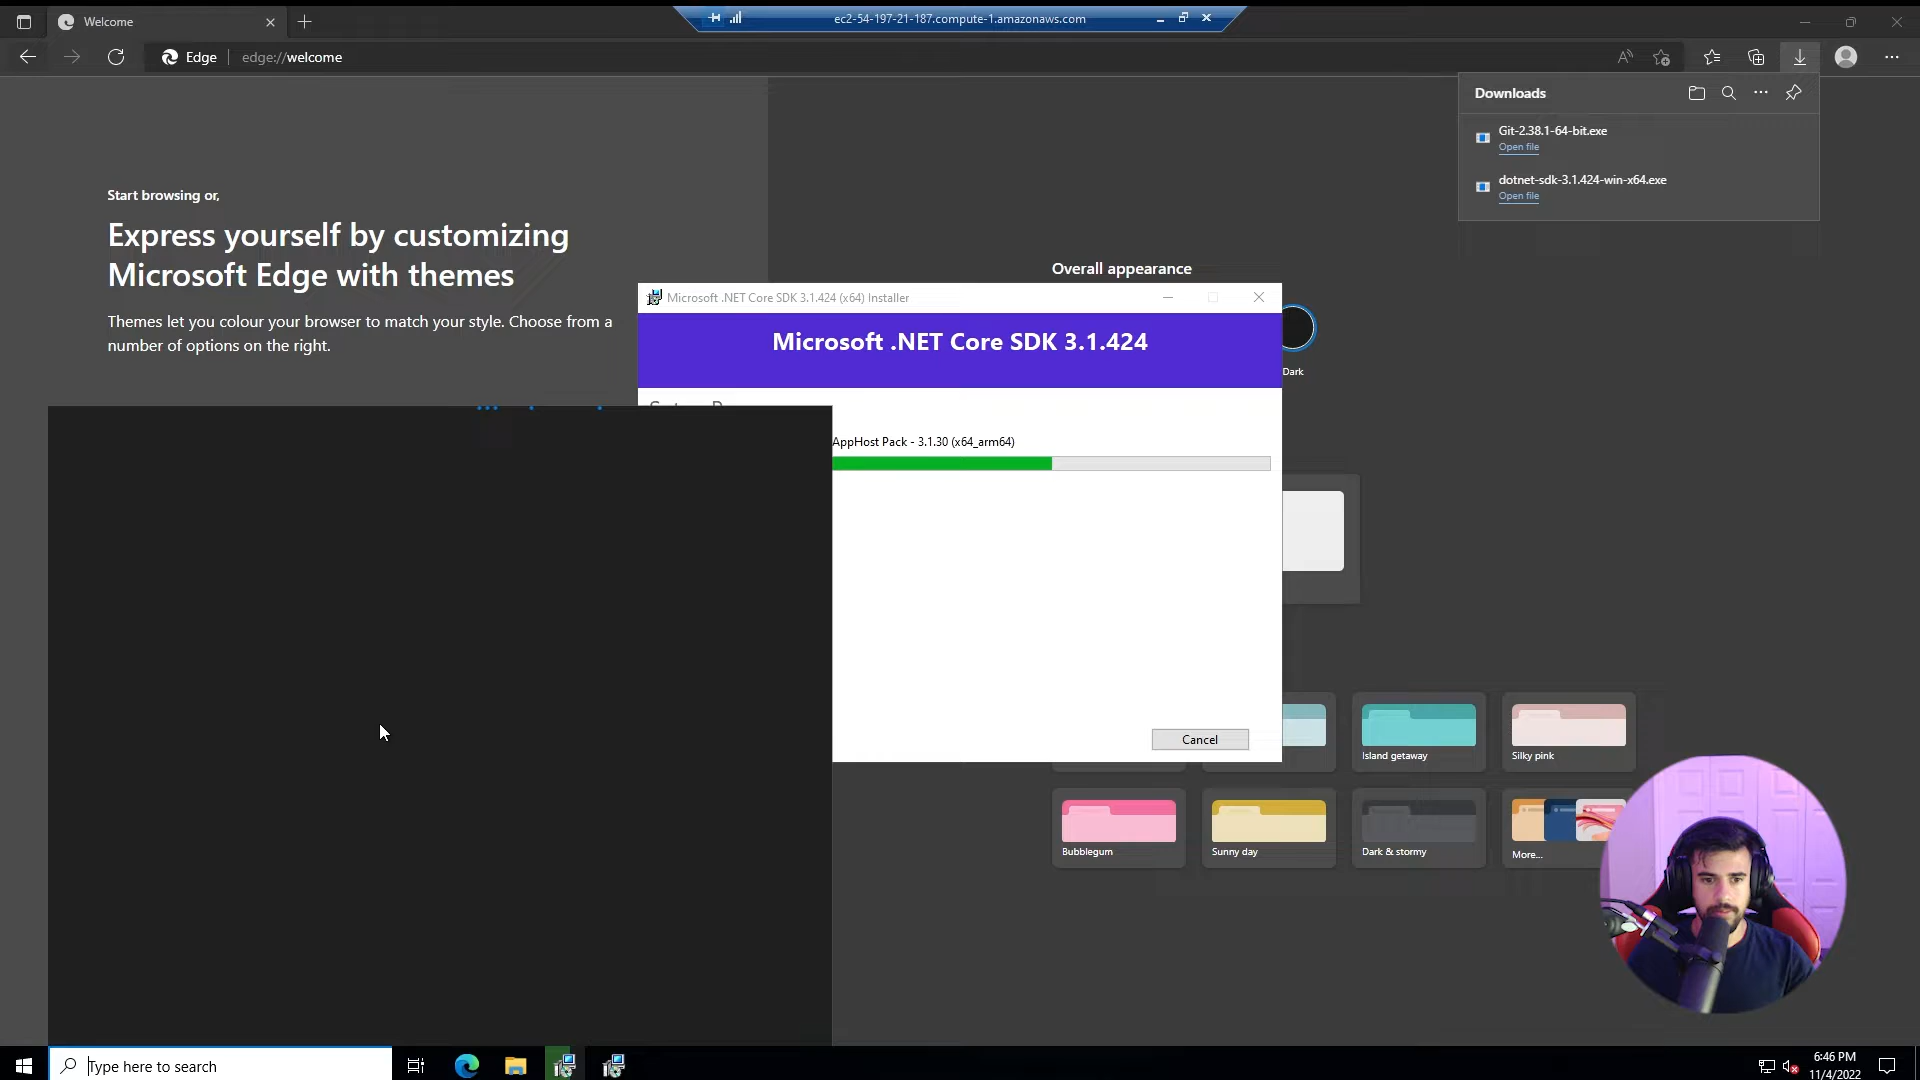 Welcome
ec2-54-197-21-187.compute-1.amazonaws.com
Edge
edge://welcome
Downloads
Git-2.38.1-64-bit.exe
Open file
dotnet-sdk-3.1.424-win-x64.exe
Open file
Start browsing or,
Express yourself by customizing
Microsoft Edge with themes
Themes let you colour your browser to match your style. Choose from a
number of options on the right.
Overall appearance
Dark
Microsoft .NET Core SDK 3.1.424 (x64) Installer
Microsoft .NET Core SDK 3.1.424
AppHost Pack - 3.1.30 (x64_arm64)
Cancel
Island getaway
Silky pink
Bubblegum
Sunny day
Dark & stormy
More...
Type here to search
6:46 PM
11/4/2022